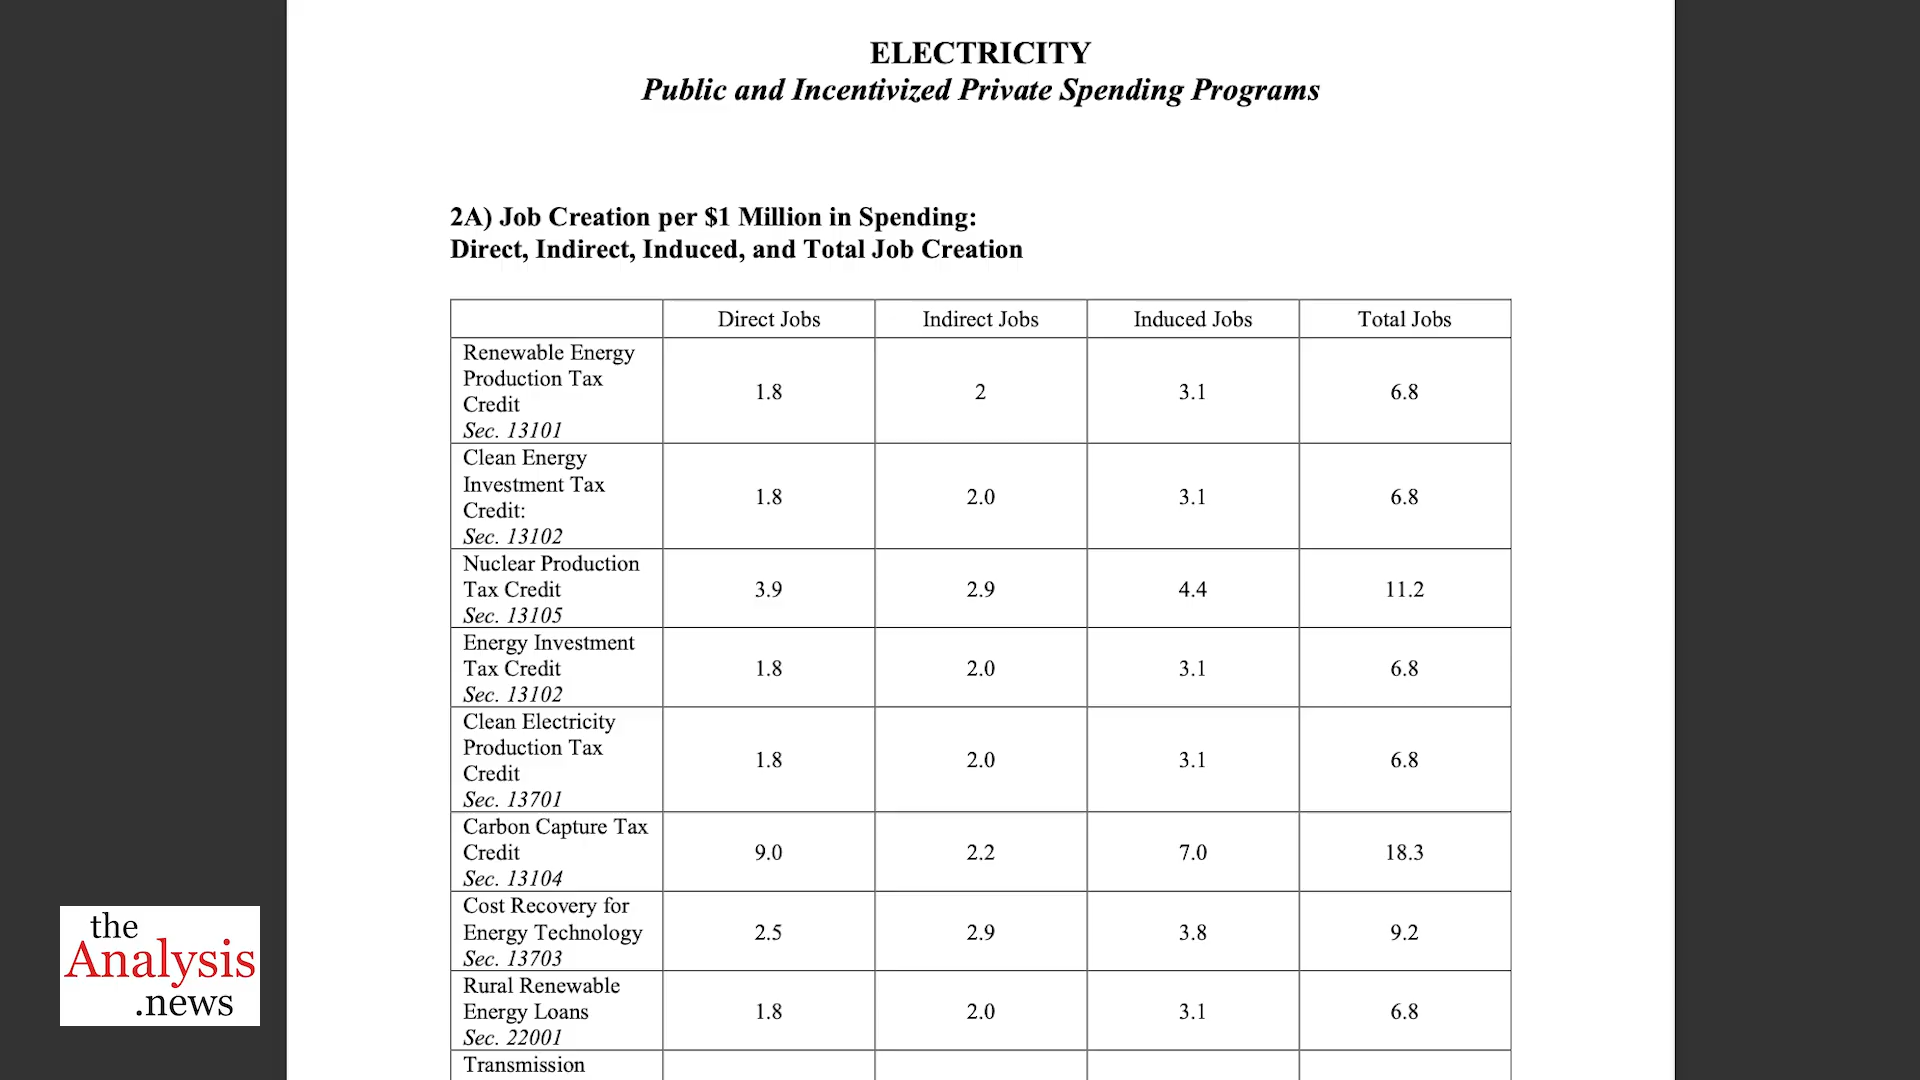 ELECTRICITY
Public and Incentivized Private Spending Programs
2A) Job Creation per $1 Million in Spending:
Direct, Indirect, Induced, and Total Job Creation
Direct Jobs Indirect Jobs Induced Jobs Total Jobs
Renewable Energy
Production Tax
Credit
Sec. 13101
1.8 2 3.1 6.8
Clean Energy
Investment Tax
Credit:
Sec. 13102
1.8 2.0 3.1 6.8
Nuclear Production
Tax Credit
Sec. 13105
3.9 2.9 4.4 11.2
Energy Investment
Tax Credit
Sec. 13102
1.8 2.0 3.1 6.8
Clean Electricity
Production Tax
Credit
Sec. 13701
1.8 2.0 3.1 6.8
Carbon Capture Tax
Credit
Sec. 13104
9.0 2.2 7.0 18.3
Cost Recovery for
Energy Technology
Sec. 13703
2.5 2.9 3.8 9.2
Rural Renewable
Energy Loans
Sec. 22001
1.8 2.0 3.1 6.8
Transmission
the
Analysis
.news